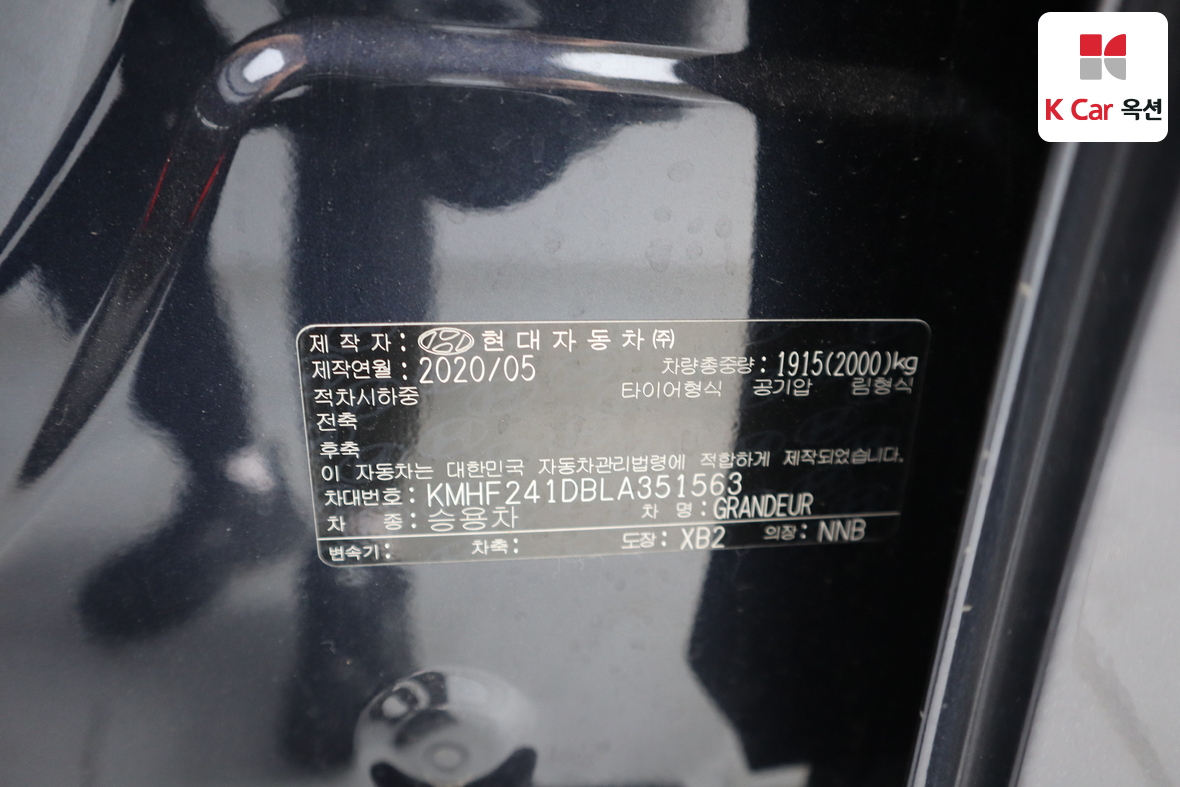 K Car 옥션
제 작 자 : 현 대 자 동 차 ㈜
제작연월 : 2020/05 차량총중량 : 1915(2000)kg
적차시하중 타이어형식 공기압 림형식
전축
후축
이 자동차는 대한민국 자동차관리법령에 적합하게 제작되었습니다.
차대번호 : KMHF241DBLA351563
차 종 : 승용차 차 명 : GRANDEUR
변속기 : 차축 : 도장 : XB2 의장 : NNB